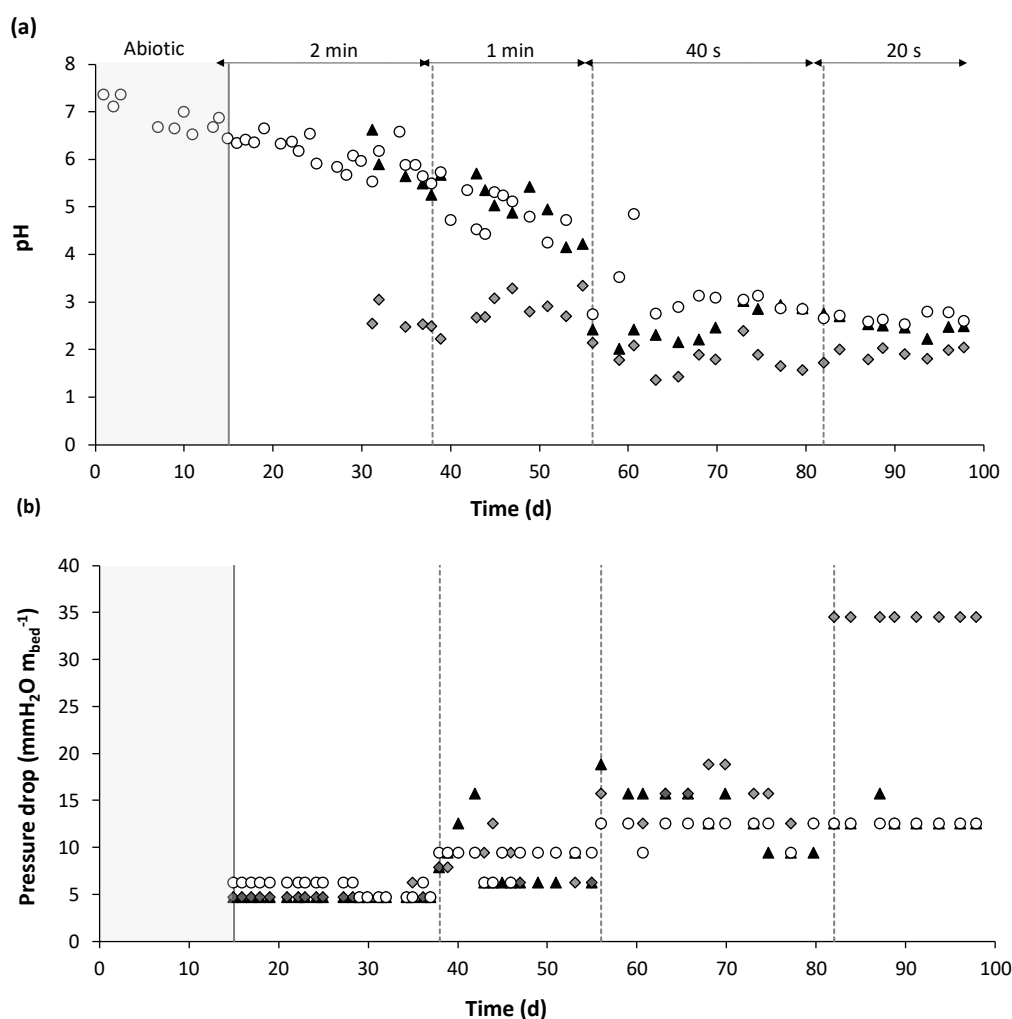 (a)
Abiotic 2 min 1 min 40 s 20 s
8
7
6
5
4
3
2
1
0
pH
0 10 20 30 40 50 60 70 80 90 100
Time (d)
(b)
40
35
30
25
20
15
10
5
0
Pressure drop (mmH₂O m_bed⁻¹)
0 10 20 30 40 50 60 70 80 90 100
Time (d)